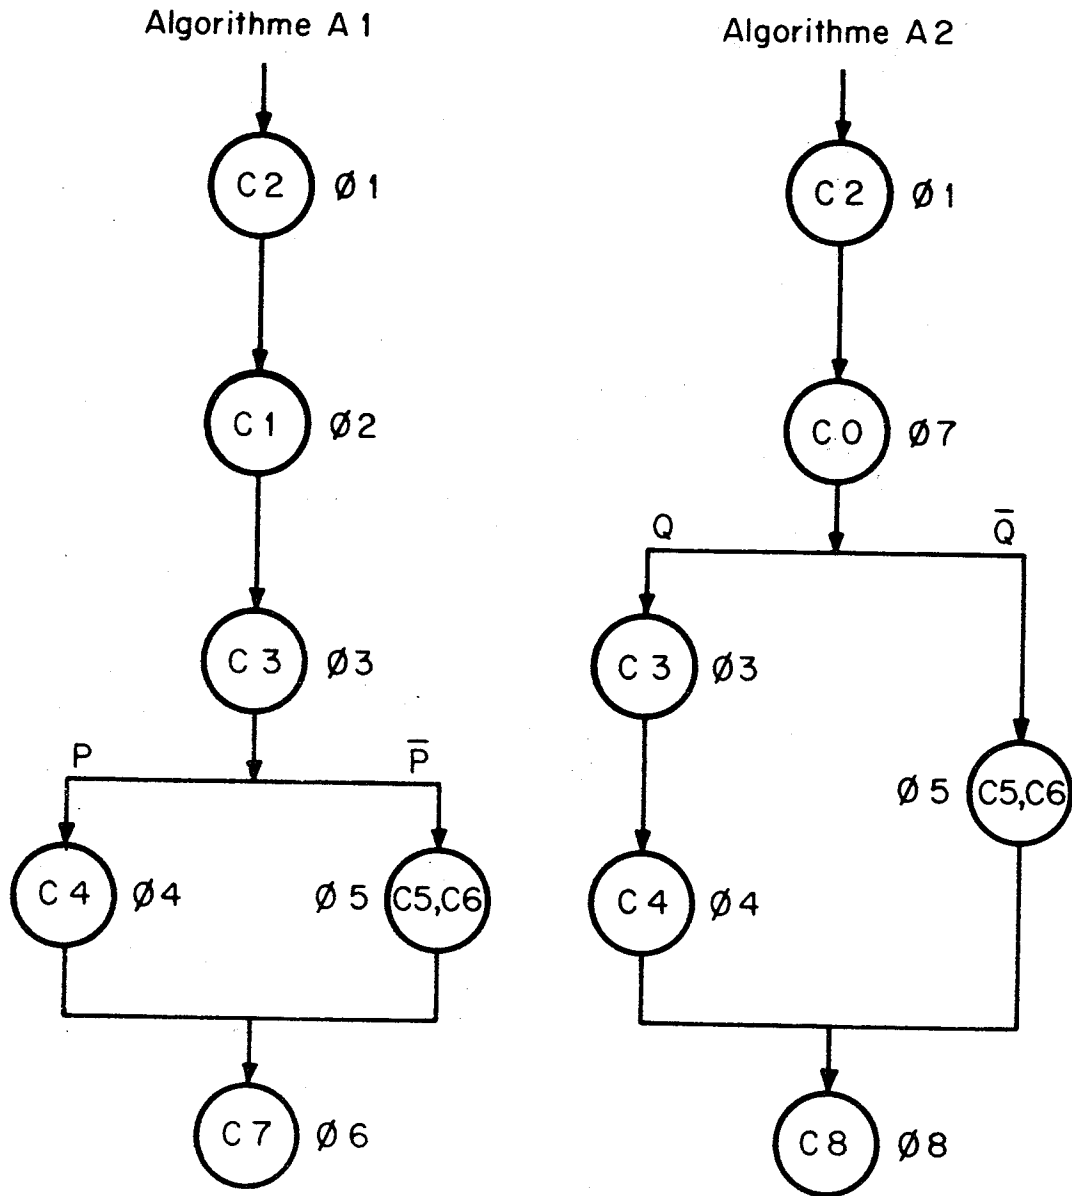 Algorithme A1
C2 Ø1
C1 Ø2
C3 Ø3
P P̅
C4 Ø4
Ø5 C5,C6
C7 Ø6
Algorithme A2
C2 Ø1
C0 Ø7
Q Q̅
C3 Ø3
Ø5 C5,C6
C4 Ø4
C8 Ø8